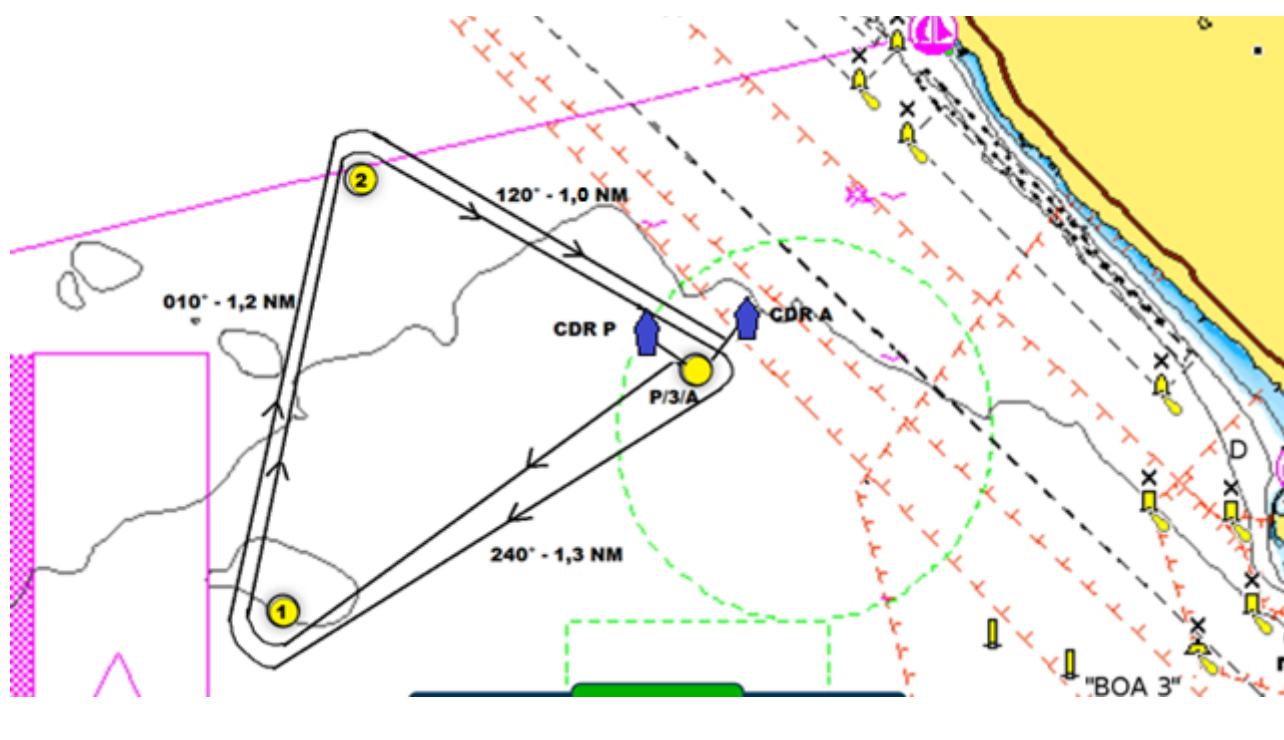 2
120° - 1,0 NM
010° - 1,2 NM
CDR P
CDR A
P/3/A
D
240° - 1,3 NM
1
"BOA 3"